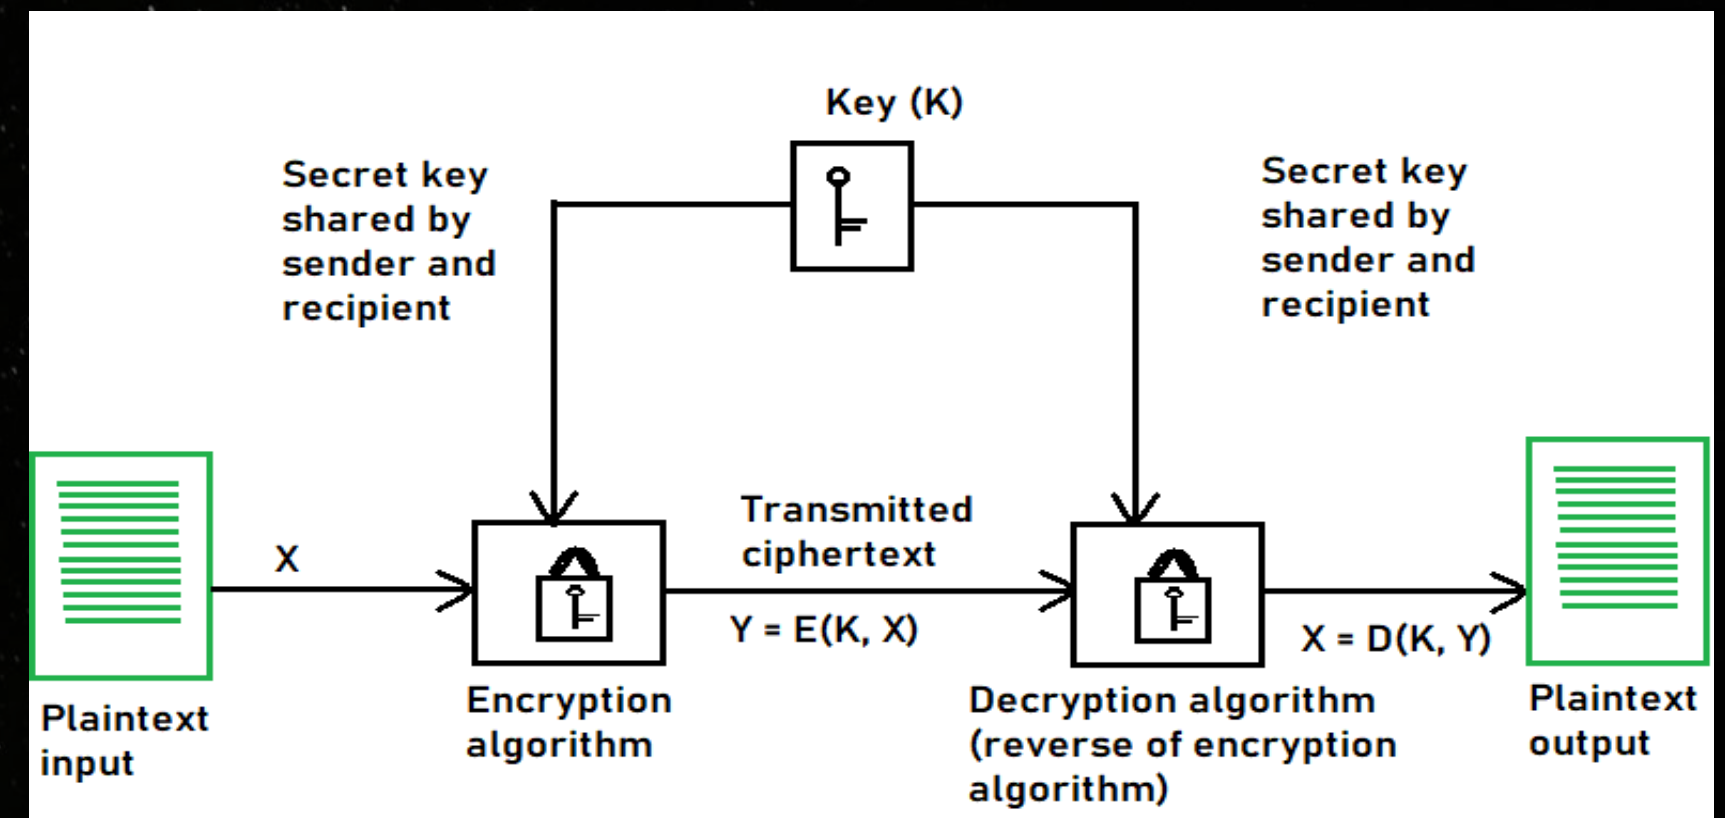 Key (K)
Secret key
shared by
sender and
recipient
Secret key
shared by
sender and
recipient
X
Transmitted
ciphertext
Y = E(K, X)
X = D(K, Y)
Plaintext
input
Encryption
algorithm
Decryption algorithm
(reverse of encryption
algorithm)
Plaintext
output